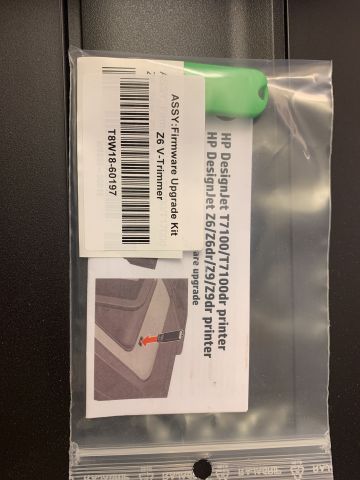 ASSY:Firmware Upgrade Kit
Z6 V-Trimmer
T8W18-60197
HP DesignJet T7100/T7100dr printer
HP DesignJet Z6/Z6dr/Z9/Z9dr printer
are upgrade